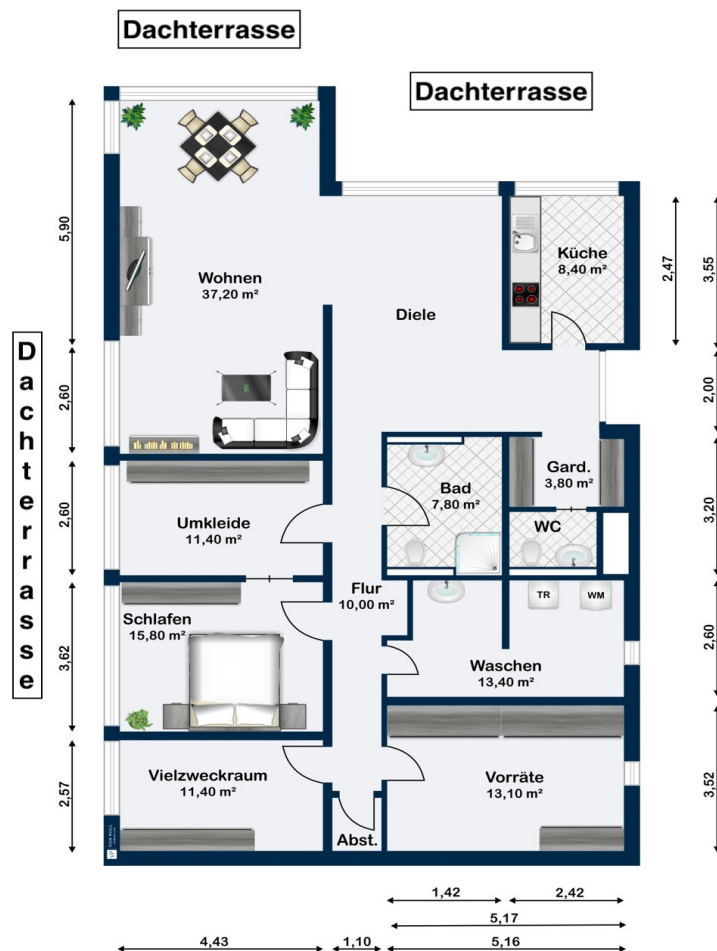 Dachterrasse
Dachterrasse
Dachterrasse
5,90
2,60
2,60
3,62
2,57
Wohnen
37,20 m²
Diele
Küche
8,40 m²
2,47
3,55
2,00
3,20
2,60
3,52
Umkleide
11,40 m²
Bad
7,80 m²
Gard.
3,80 m²
WC
Schlafen
15,80 m²
Flur
10,00 m²
TR
WM
Waschen
13,40 m²
Vielzweckraum
11,40 m²
Abst.
Vorräte
13,10 m²
1,42
2,42
5,17
4,43
1,10
5,16